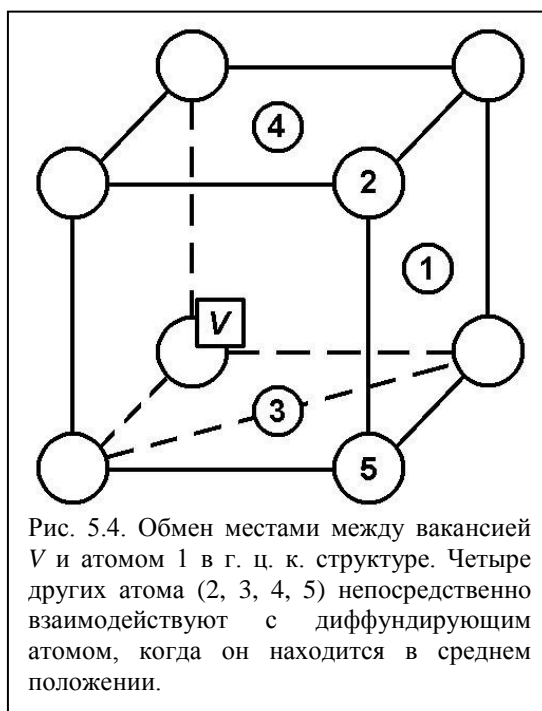 4
2
1
V
3
5
Рис. 5.4. Обмен местами между вакансией
V и атомом 1 в г. ц. к. структуре. Четыре
других атома (2, 3, 4, 5) непосредственно
взаимодействуют с диффундирующим
атомом, когда он находится в среднем
положении.